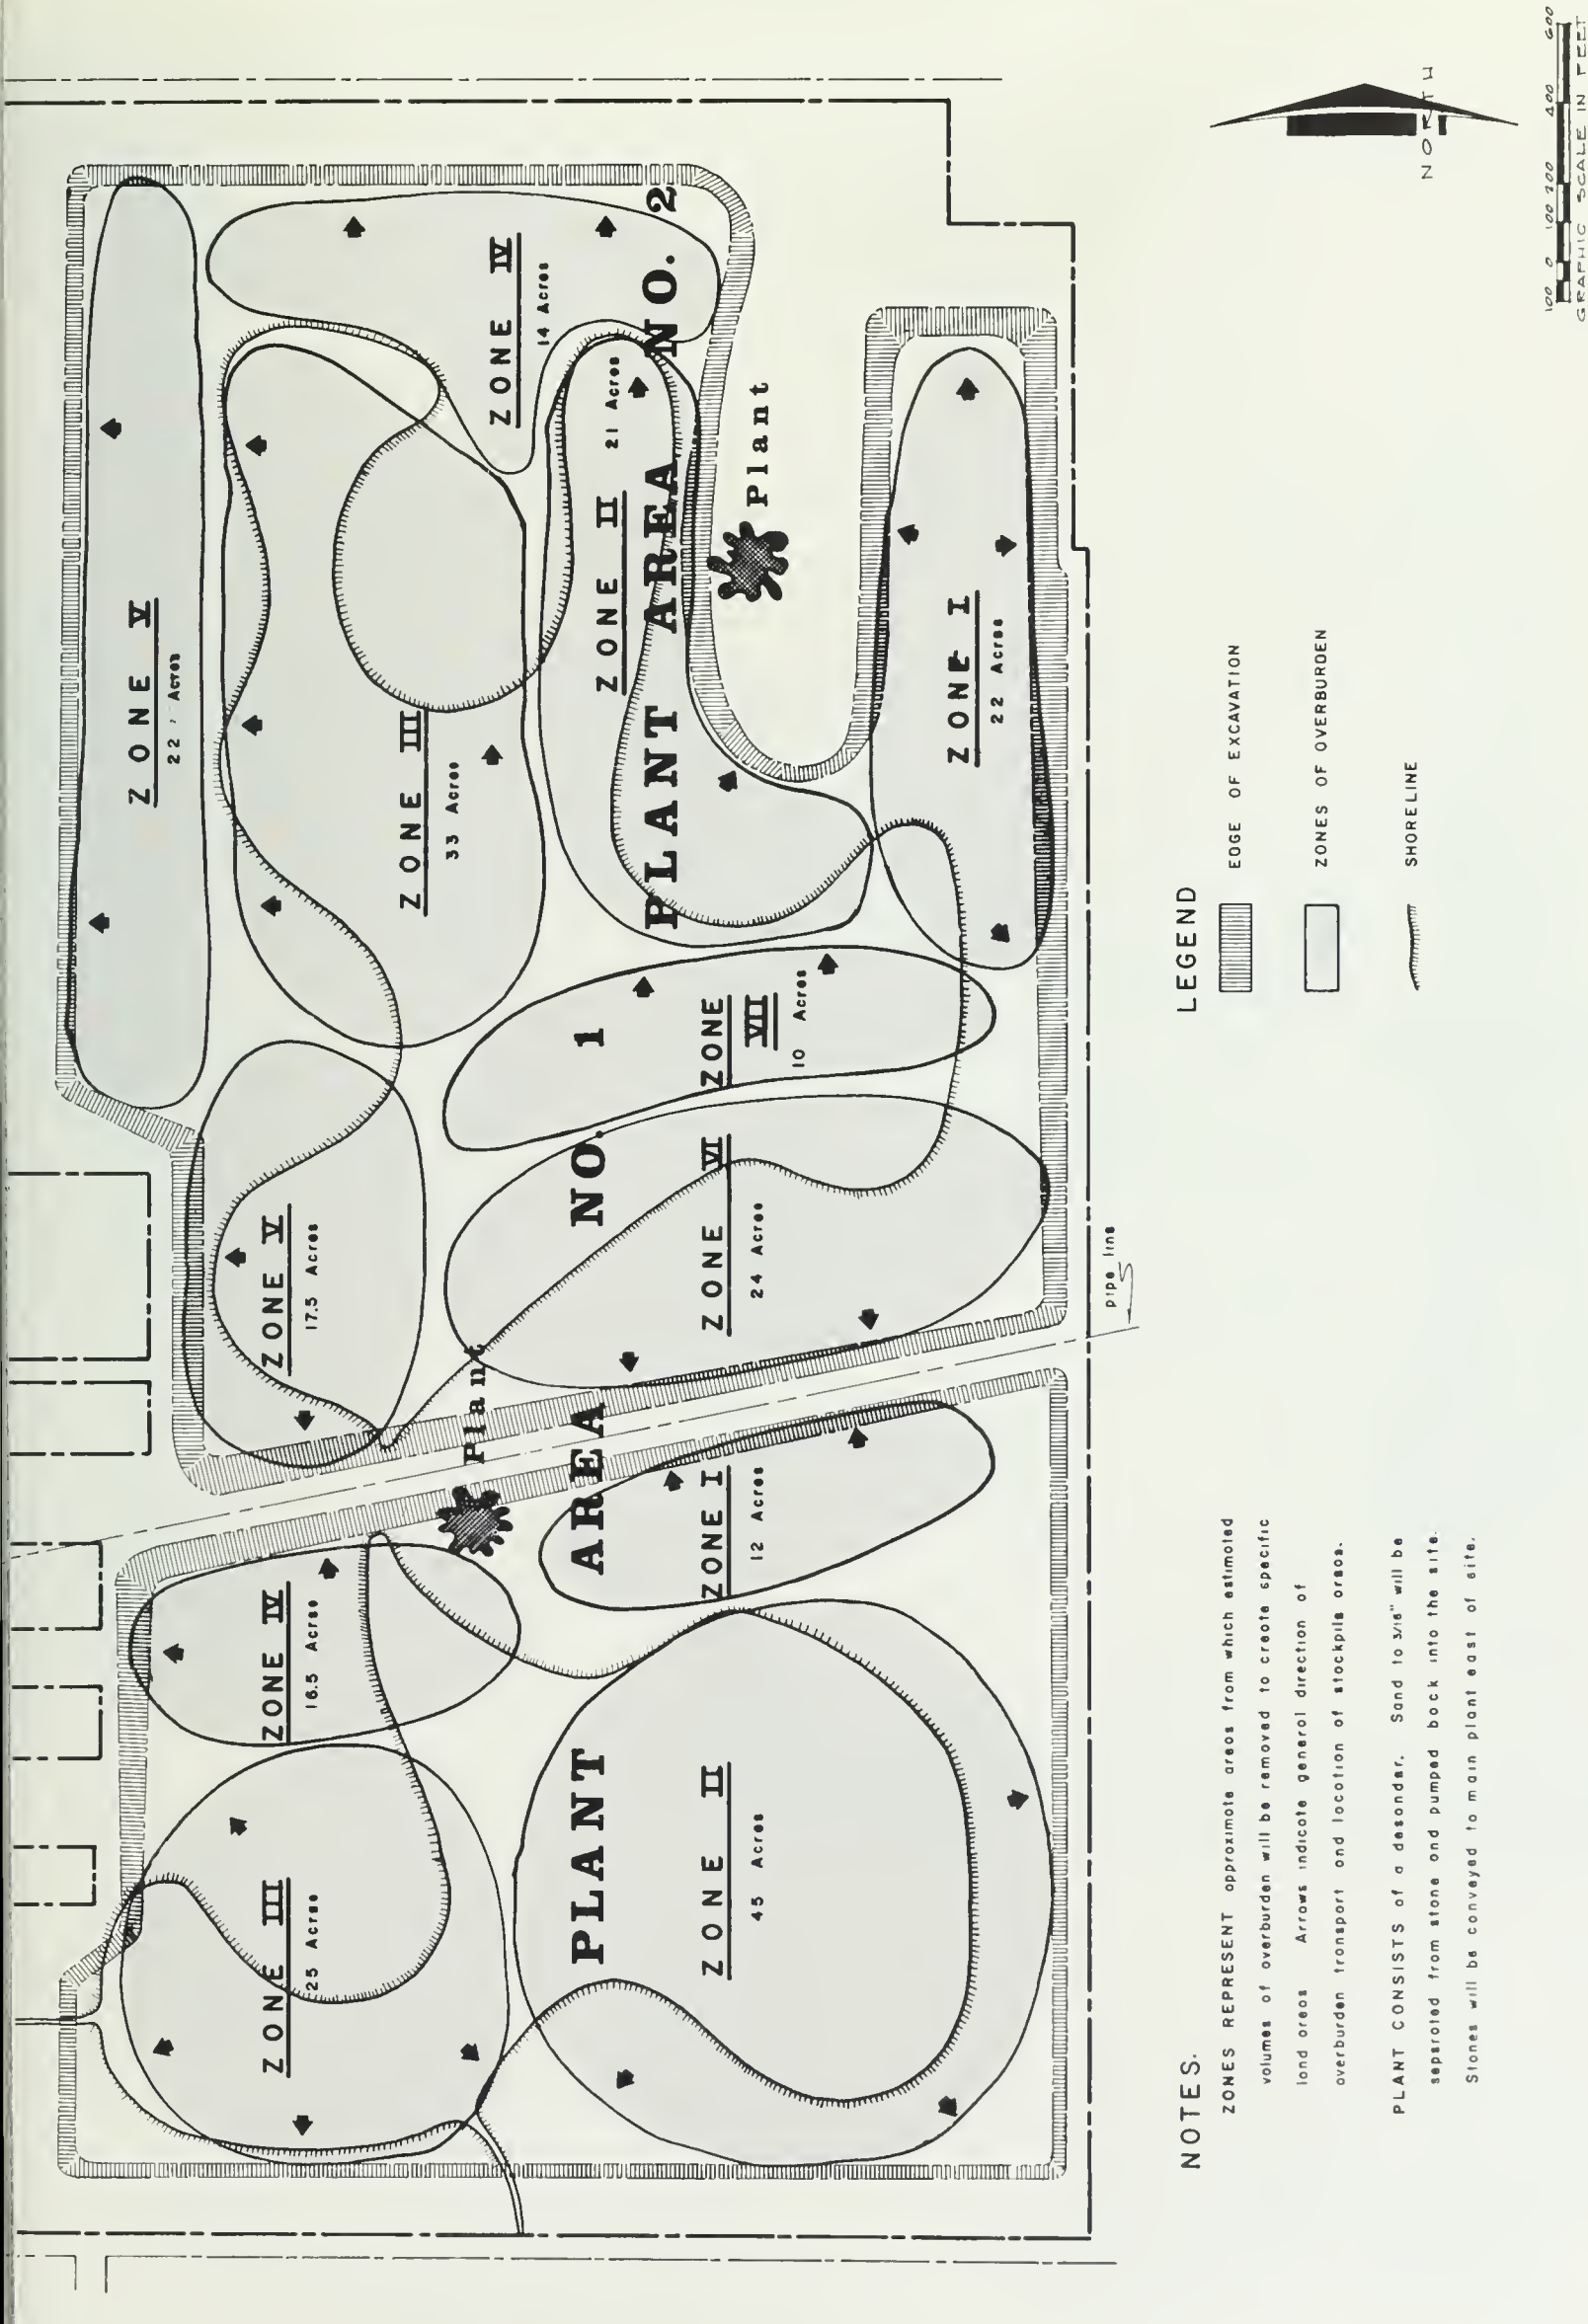 ZONE V
22 Acres
ZONE IV
14 Acres
ZONE III
33 Acres
ZONE II
21 Acres
PLANT AREA NO. 2
Plant
ZONE I
22 Acres
ZONE V
17.5 Acres
ZONE VI
24 Acres
ZONE
VII
10 Acres
ZONE IV
16.5 Acres
Plant
ZONE III
25 Acres
PLANT AREA NO. 1
ZONE I
12 Acres
ZONE II
45 Acres
pipe line
NOTES.
ZONES REPRESENT approximate areas from which estimated
volumes of overburden will be removed to create specific
land areas Arrows indicate general direction of
overburden transport and location of stockpile areas.
PLANT CONSISTS of a desander. Sand to 3/16" will be
separated from stone and pumped back into the site.
Stones will be conveyed to main plant east of site.
LEGEND
EDGE OF EXCAVATION
ZONES OF OVERBURDEN
SHORELINE
NORTH
100 0 100 200 400 600
GRAPHIC SCALE IN FEET